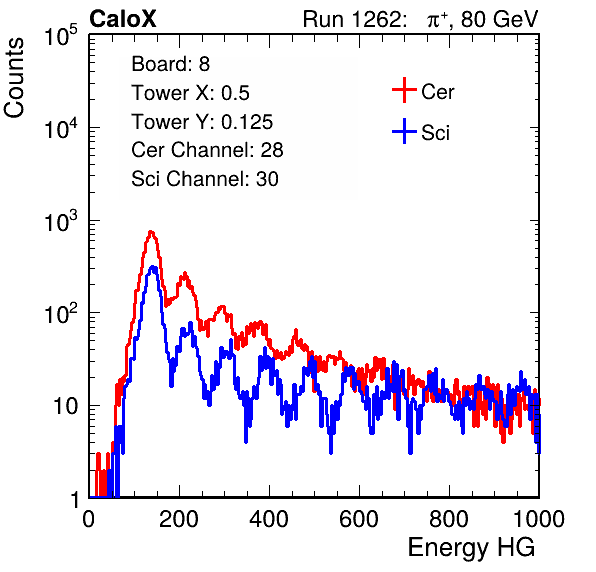 CaloX Run 1262: π⁺, 80 GeV
Counts
Board: 8
Tower X: 0.5
Tower Y: 0.125
Cer Channel: 28
Sci Channel: 30
Cer
Sci
10⁵
10⁴
10³
10²
10
1
0 200 400 600 800 1000
Energy HG